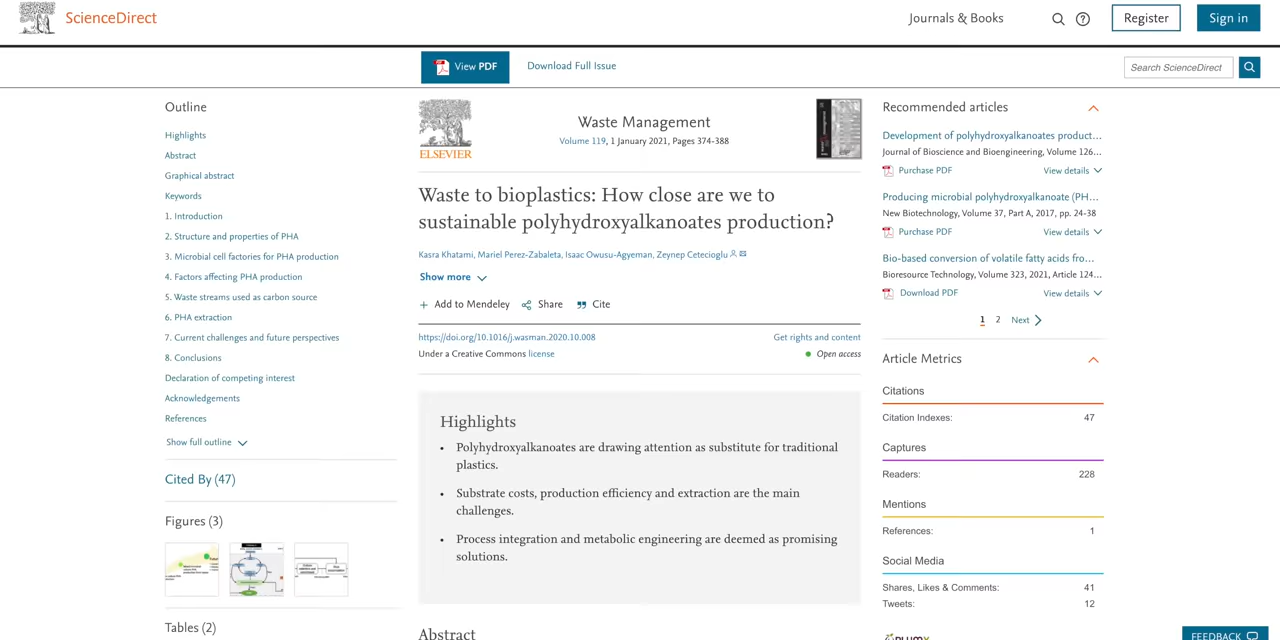 ScienceDirect
Journals & Books
Register
Sign in
View PDF
Download Full Issue
Search ScienceDirect
Outline
Highlights
Abstract
Graphical abstract
Keywords
1. Introduction
2. Structure and properties of PHA
3. Microbial cell factories for PHA production
4. Factors affecting PHA production
5. Waste streams used as carbon source
6. PHA extraction
7. Current challenges and future perspectives
8. Conclusions
Declaration of competing interest
Acknowledgements
References
Show full outline
Cited By (47)
Figures (3)
Tables (2)
ELSEVIER
Waste Management
Volume 119, 1 January 2021, Pages 374-388
Waste to bioplastics: How close are we to
sustainable polyhydroxyalkanoates production?
Kasra Khatami, Mariel Perez-Zabaleta, Isaac Owusu-Agyeman, Zeynep Cetecioglu
Show more
Add to Mendeley
Share
Cite
https://doi.org/10.1016/j.wasman.2020.10.008
Get rights and content
Under a Creative Commons license
Open access
Highlights
• Polyhydroxyalkanoates are drawing attention as substitute for traditional
plastics.
• Substrate costs, production efficiency and extraction are the main
challenges.
• Process integration and metabolic engineering are deemed as promising
solutions.
Abstract
Recommended articles
Development of polyhydroxyalkanoates product...
Journal of Bioscience and Bioengineering, Volume 126...
Purchase PDF
View details
Producing microbial polyhydroxyalkanoate (PH...
New Biotechnology, Volume 37, Part A, 2017, pp. 24-38
Purchase PDF
View details
Bio-based conversion of volatile fatty acids fro...
Bioresource Technology, Volume 323, 2021, Article 124...
Download PDF
View details
1 2 Next
Article Metrics
Citations
Citation Indexes: 47
Captures
Readers: 228
Mentions
References: 1
Social Media
Shares, Likes & Comments: 41
Tweets: 12
FEEDBACK